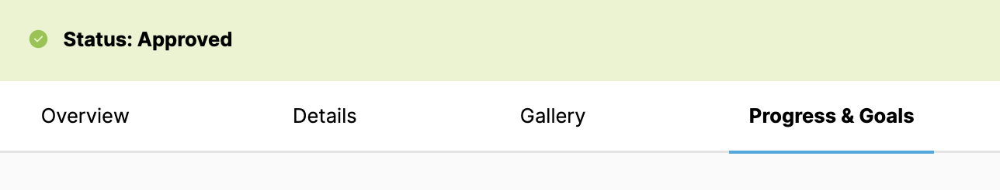 Status: Approved
Overview Details Gallery Progress & Goals